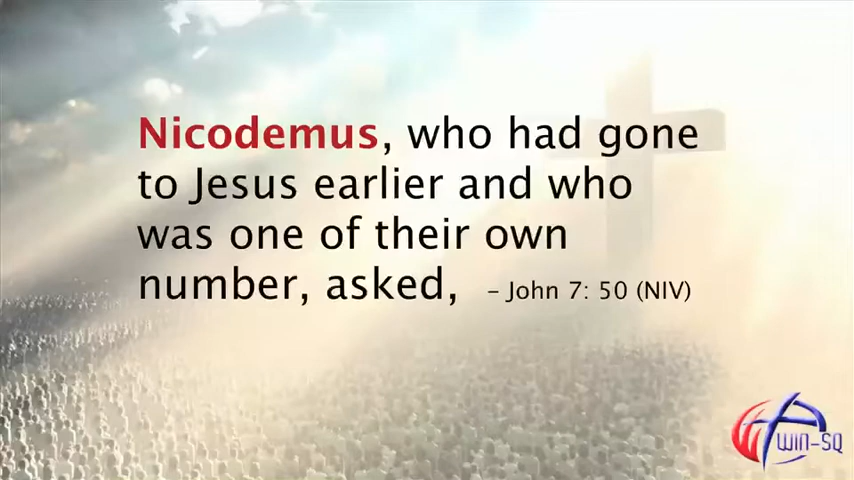 Nicodemus, who had gone
to Jesus earlier and who
was one of their own
number, asked, – John 7: 50 (NIV)
WIN-SQ